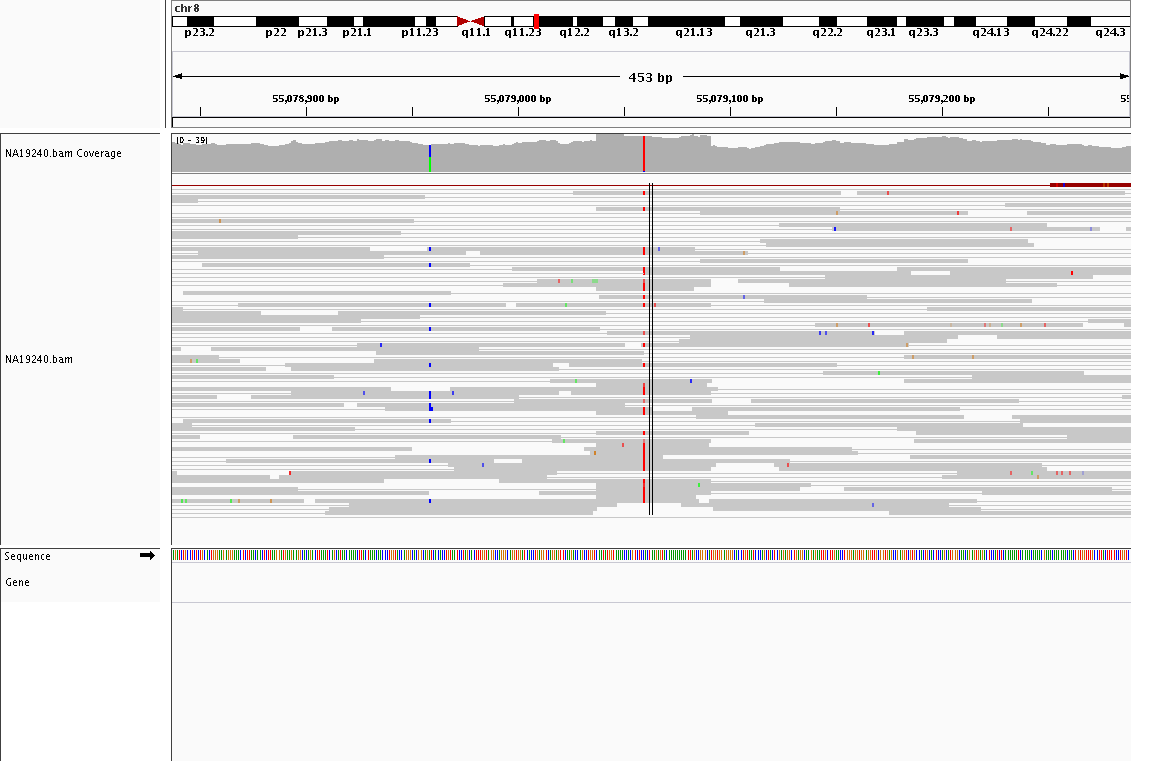 chr8
p23.2 p22 p21.3 p21.1 p11.23 q11.1 q11.23 q12.2 q13.2 q21.13 q21.3 q22.2 q23.1 q23.3 q24.13 q24.22 q24.3
453 bp
55,078,900 bp 55,079,000 bp 55,079,100 bp 55,079,200 bp 55
[0 - 39]
NA19240.bam Coverage
NA19240.bam
Sequence
Gene